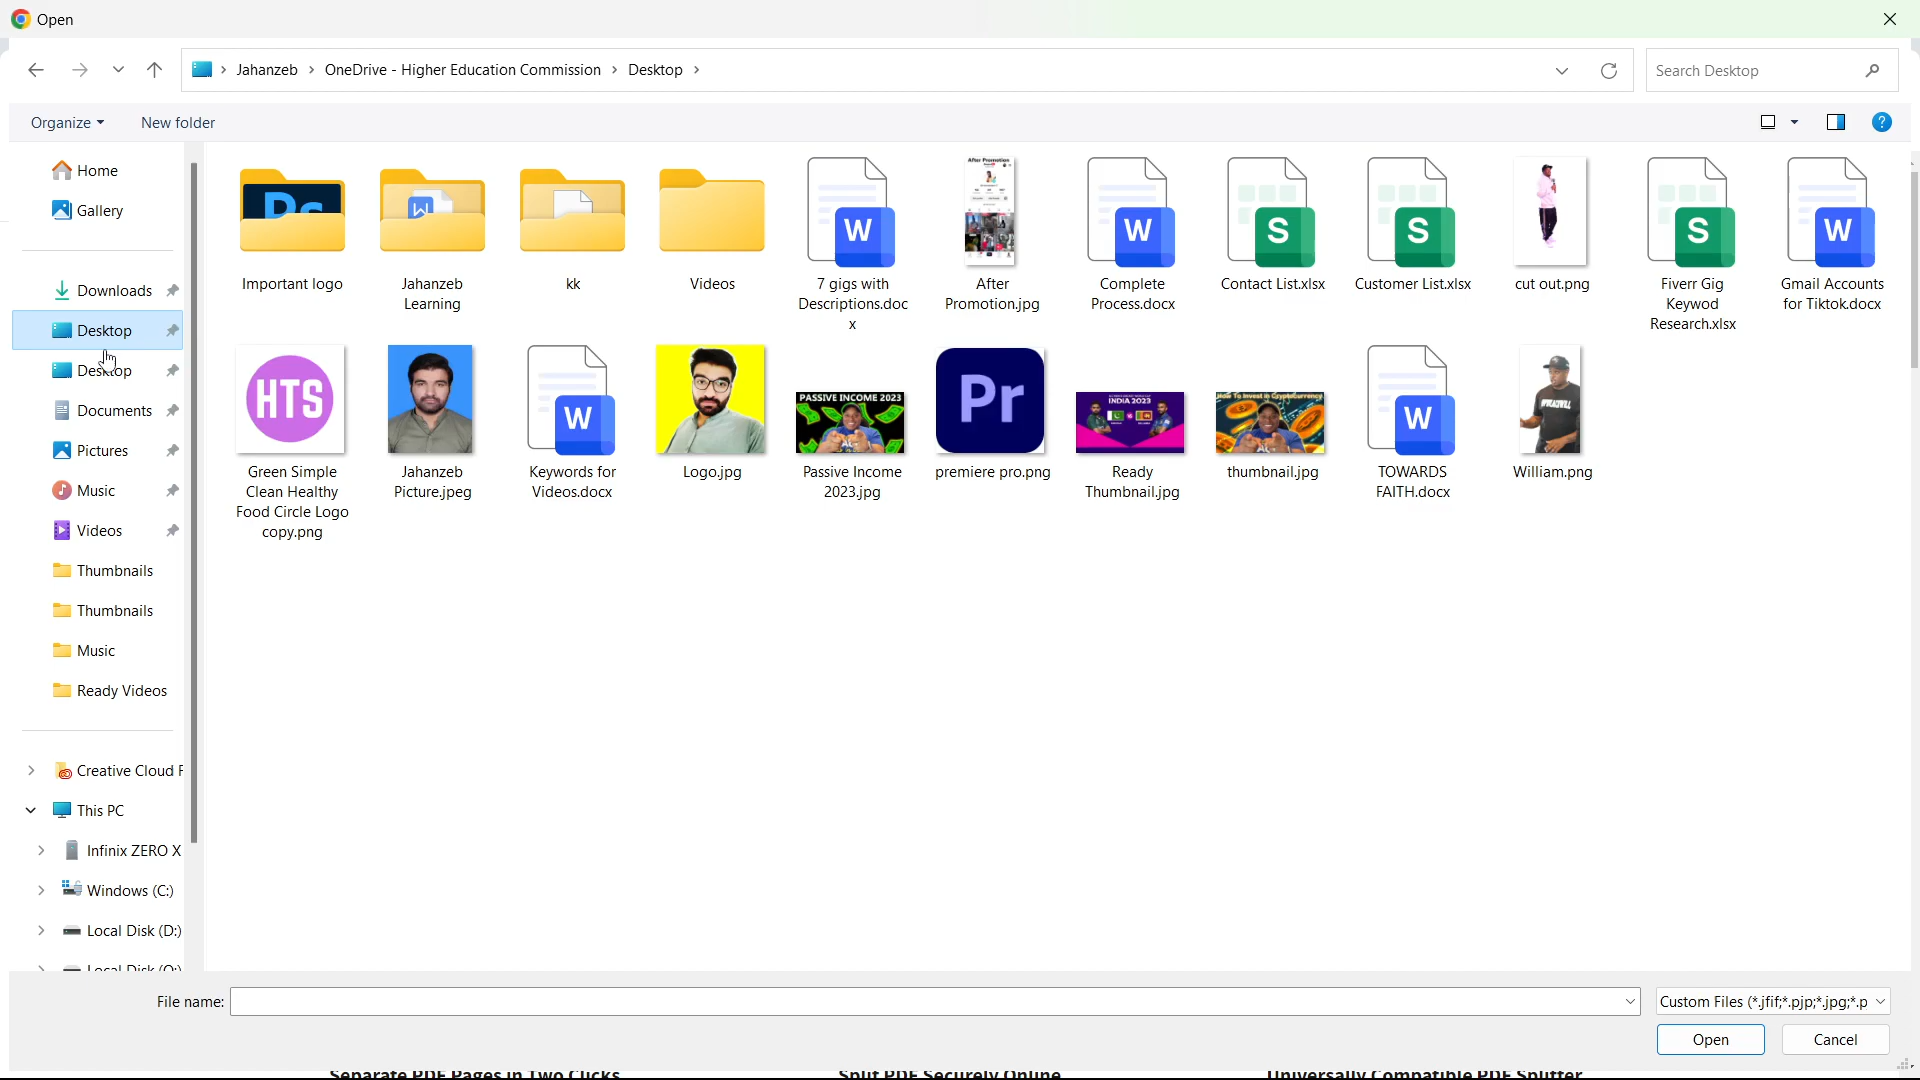 Open
Jahanzeb > OneDrive - Higher Education Commission > Desktop >
Search Desktop
Organize
New folder
Home
Gallery
Downloads
Desktop
Desktop
Documents
Pictures
Music
Videos
Thumbnails
Thumbnails
Music
Ready Videos
Creative Cloud F
This PC
Infinix ZERO X
Windows (C:)
Local Disk (D:)
Local Disk (O:)
Important logo
Jahanzeb
Learning
kk
Videos
7 gigs with
Descriptions.doc
x
After
Promotion.jpg
Complete
Process.docx
Contact List.xlsx
Customer List.xlsx
cut out.png
Fiverr Gig
Keywod
Research.xlsx
Gmail Accounts
for Tiktok.docx
HTS
Green Simple
Clean Healthy
Food Circle Logo
copy.png
Jahanzeb
Picture.jpeg
Keywords for
Videos.docx
Logo.jpg
PASSIVE INCOME 2023
Passive Income
2023.jpg
Pr
premiere pro.png
INDIA 2023
Ready
Thumbnail.jpg
How To Invest in Cryptocurrency
thumbnail.jpg
TOWARDS
FAITH.docx
William.png
File name:
Custom Files (*.jfif;*.pjp;*.jpg;*.p
Open
Cancel
Separate PDF Pages in Two Clicks
Split PDF Securely Online
Universally Compatible PDF Splitter